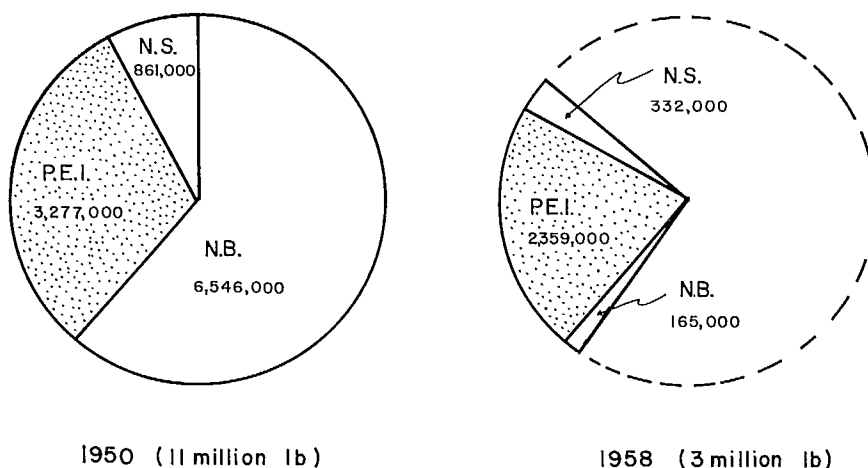 N.S.
861,000
P.E.I.
3,277,000
N.B.
6,546,000
1950 (11 million lb)
N.S.
332,000
P.E.I.
2,359,000
N.B.
165,000
1958 (3 million lb)